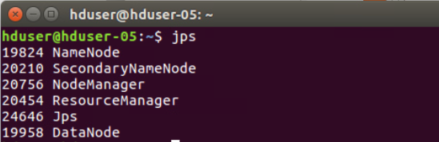 hduser@hduser-05: ~
hduser@hduser-05:~$ jps
19824 NameNode
20210 SecondaryNameNode
20756 NodeManager
20454 ResourceManager
24646 Jps
19958 DataNode